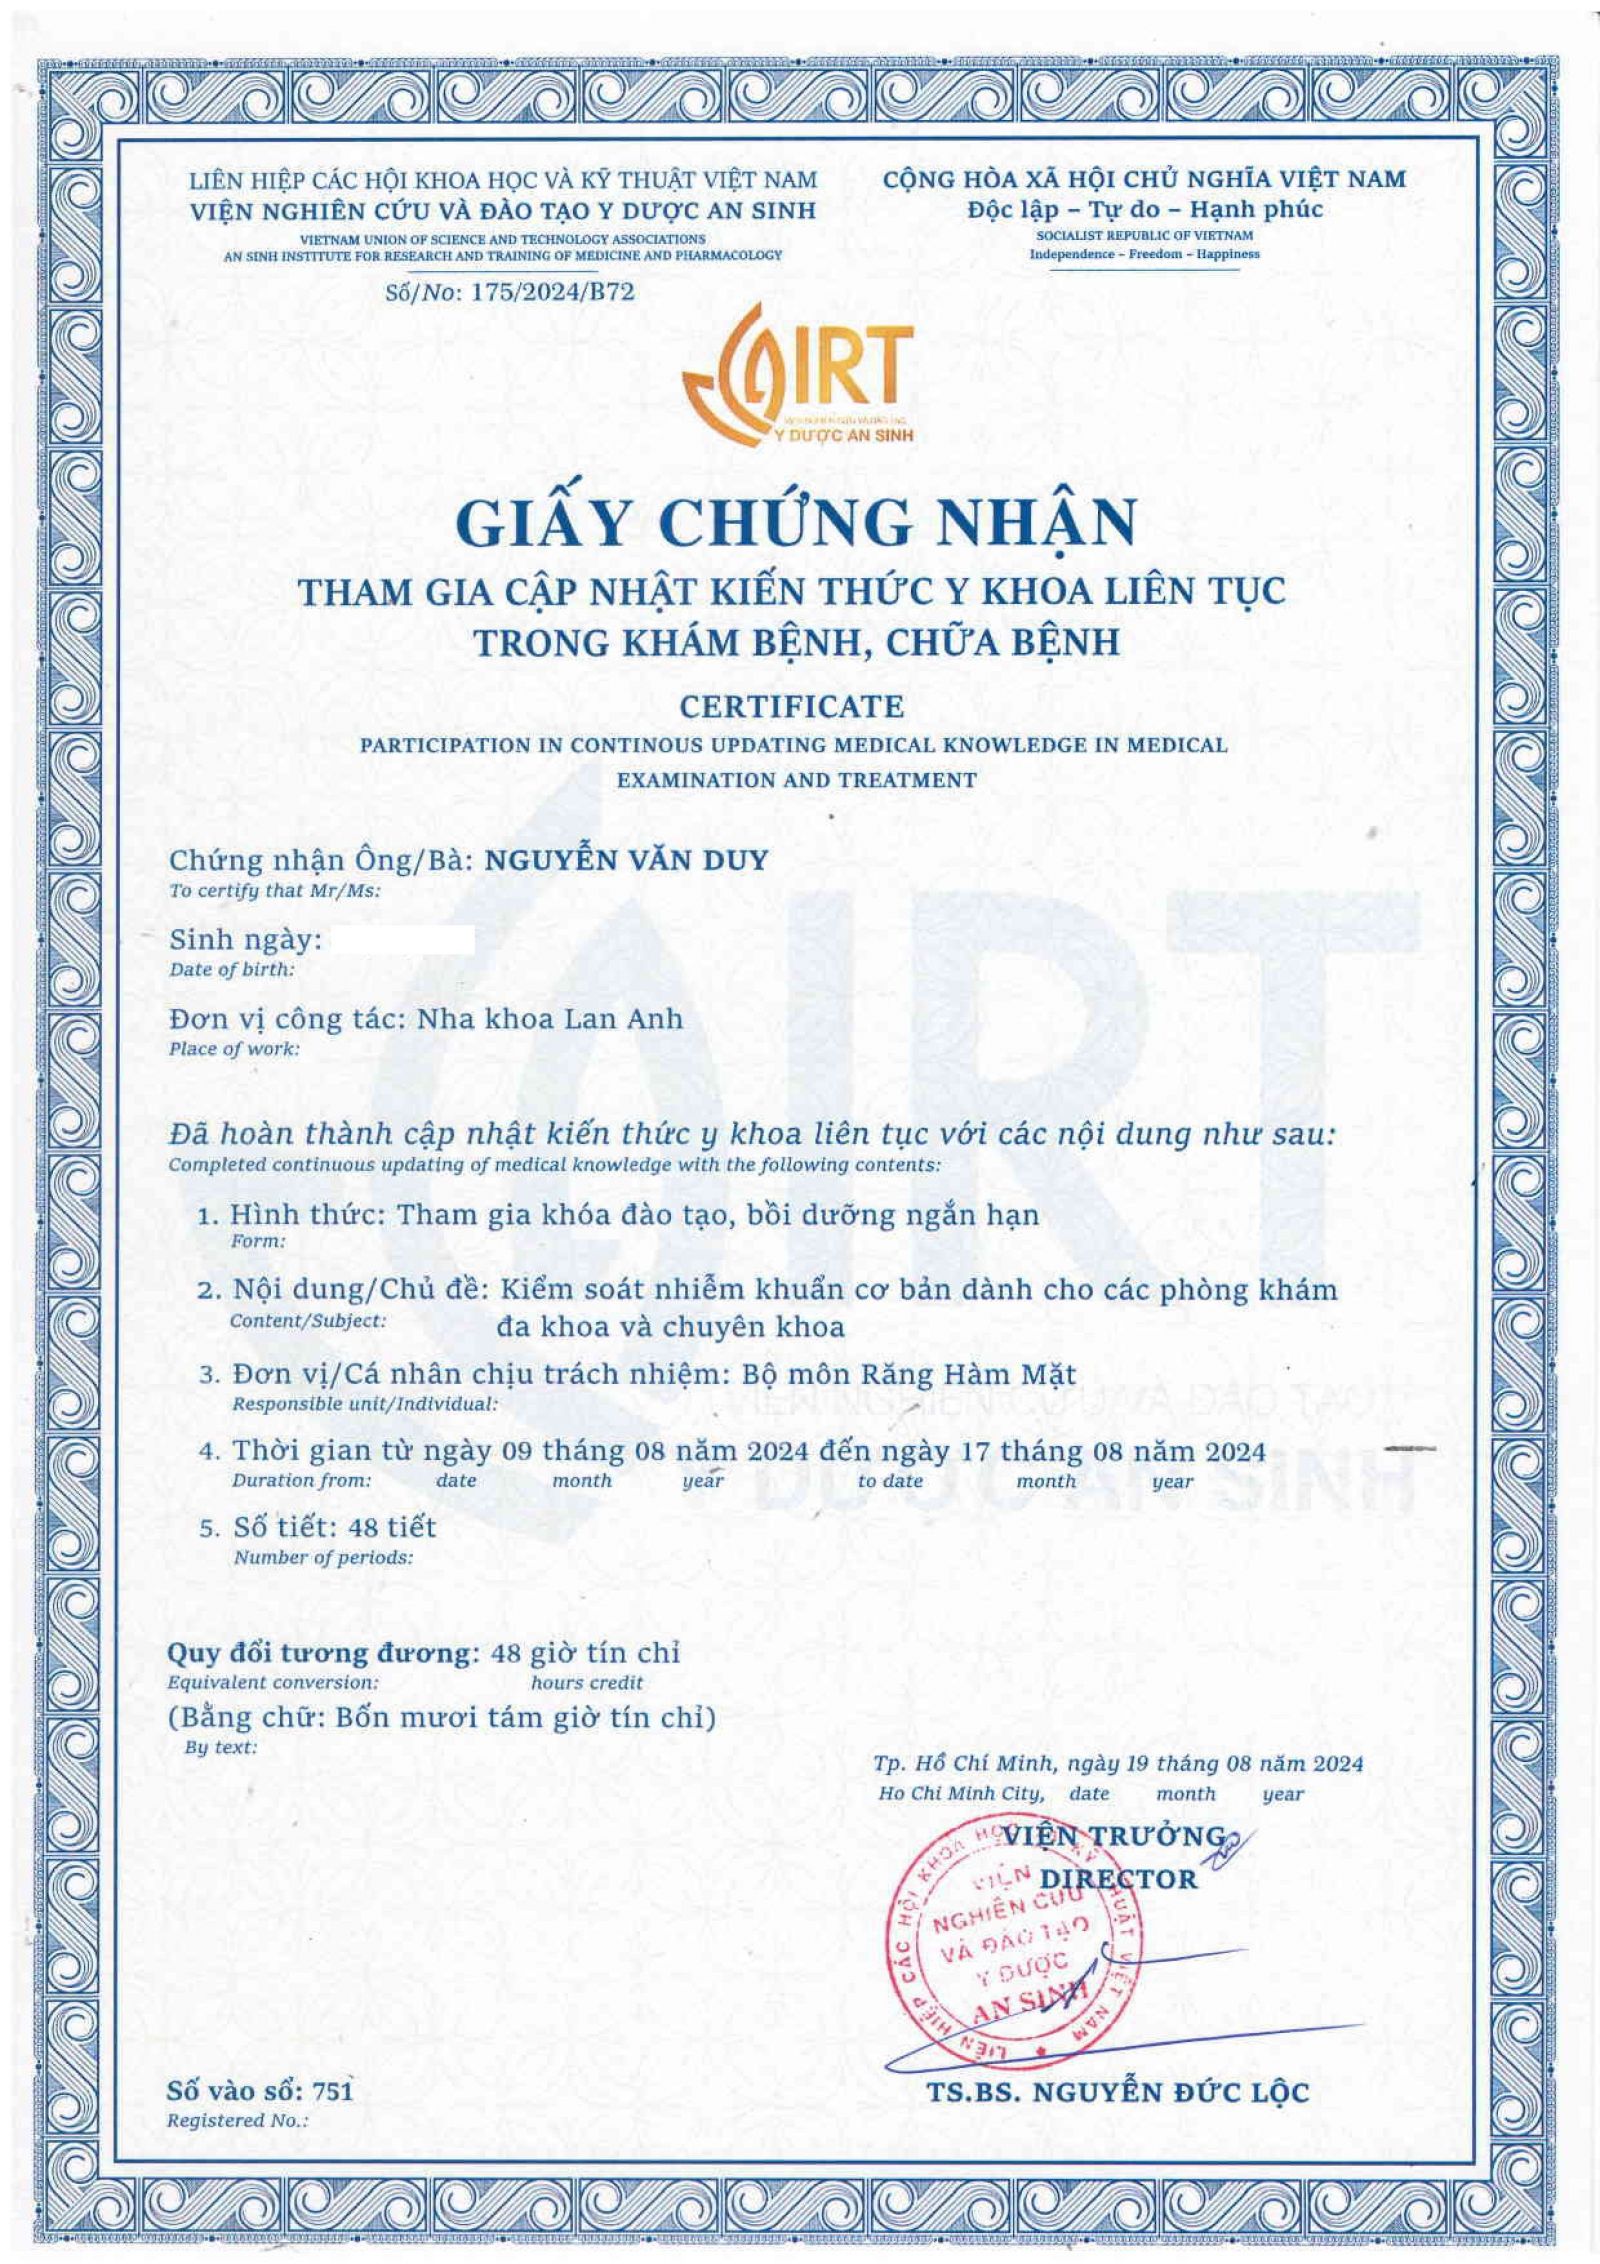 LIÊN HIỆP CÁC HỘI KHOA HỌC VÀ KỸ THUẬT VIỆT NAM
VIỆN NGHIÊN CỨU VÀ ĐÀO TẠO Y DƯỢC AN SINH
VIETNAM UNION OF SCIENCE AND TECHNOLOGY ASSOCIATIONS
AN SINH INSTITUTE FOR RESEARCH AND TRAINING OF MEDICINE AND PHARMACOLOGY
Số/No: 175/2024/B72
CỘNG HÒA XÃ HỘI CHỦ NGHĨA VIỆT NAM
Độc lập – Tự do – Hạnh phúc
SOCIALIST REPUBLIC OF VIETNAM
Independence – Freedom – Happiness
AIRT
Y DƯỢC AN SINH
GIẤY CHỨNG NHẬN
THAM GIA CẬP NHẬT KIẾN THỨC Y KHOA LIÊN TỤC
TRONG KHÁM BỆNH, CHỮA BỆNH
CERTIFICATE
PARTICIPATION IN CONTINOUS UPDATING MEDICAL KNOWLEDGE IN MEDICAL
EXAMINATION AND TREATMENT
Chứng nhận Ông/Bà: NGUYỄN VĂN DUY
To certify that Mr/Ms:
Sinh ngày:
Date of birth:
Đơn vị công tác: Nha khoa Lan Anh
Place of work:
Đã hoàn thành cập nhật kiến thức y khoa liên tục với các nội dung như sau:
Completed continuous updating of medical knowledge with the following contents:
1. Hình thức: Tham gia khóa đào tạo, bồi dưỡng ngắn hạn
Form:
2. Nội dung/Chủ đề: Kiểm soát nhiễm khuẩn cơ bản dành cho các phòng khám
Content/Subject: đa khoa và chuyên khoa
3. Đơn vị/Cá nhân chịu trách nhiệm: Bộ môn Răng Hàm Mặt
Responsible unit/Individual:
4. Thời gian từ ngày 09 tháng 08 năm 2024 đến ngày 17 tháng 08 năm 2024
Duration from: date month year to date month year
5. Số tiết: 48 tiết
Number of periods:
Quy đổi tương đương: 48 giờ tín chỉ
Equivalent conversion: hours credit
(Bằng chữ: Bốn mươi tám giờ tín chỉ)
By text:
Tp. Hồ Chí Minh, ngày 19 tháng 08 năm 2024
Ho Chi Minh City, date month year
VIỆN TRƯỞNG
DIRECTOR
LIÊN HIỆP CÁC HỘI KHOA HỌC VÀ KỸ THUẬT VIỆT NAM
VIỆN
NGHIÊN CỨU
VÀ ĐÀO TẠO
Y DƯỢC
AN SINH
TS.BS. NGUYỄN ĐỨC LỘC
Số vào sổ: 751
Registered No.: